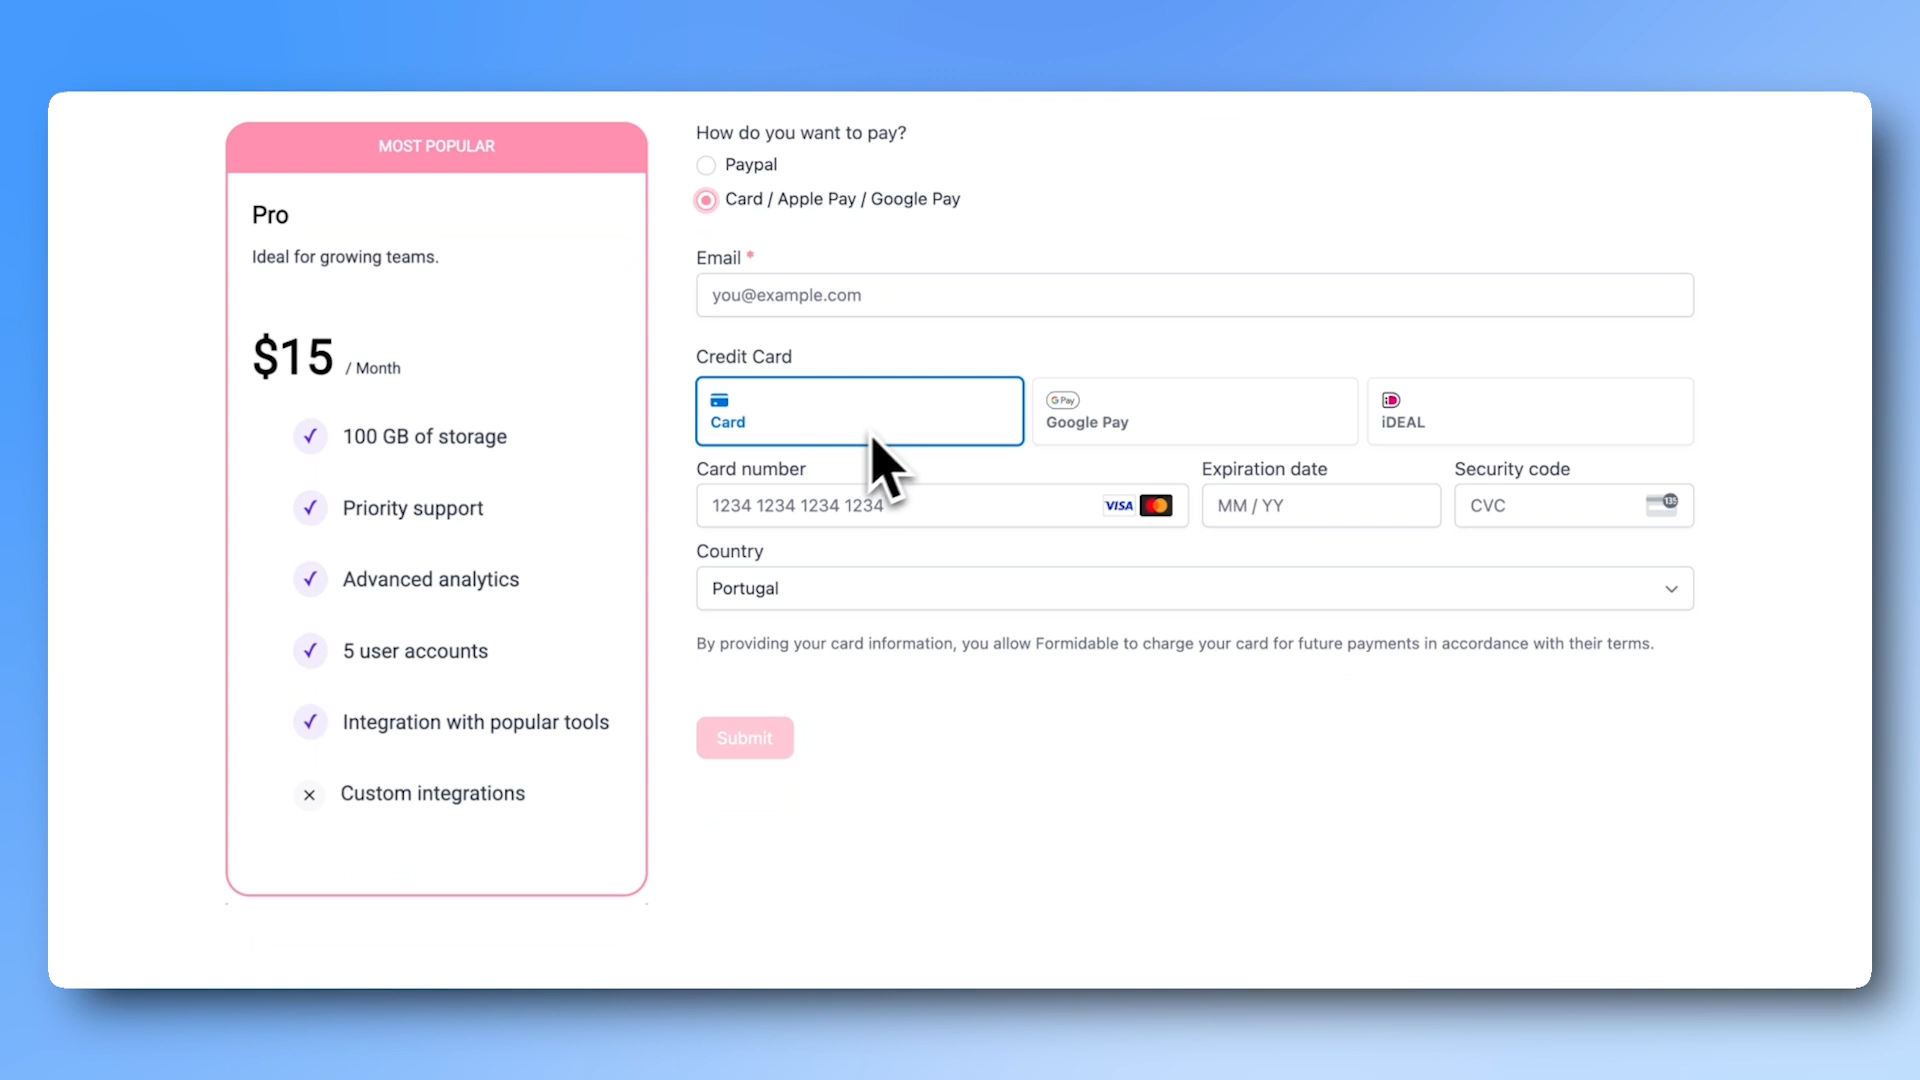 MOST POPULAR
Pro
Ideal for growing teams.
$15 / Month
100 GB of storage
Priority support
Advanced analytics
5 user accounts
Integration with popular tools
Custom integrations
How do you want to pay?
Paypal
Card / Apple Pay / Google Pay
Email *
you@example.com
Credit Card
Card
G Pay
Google Pay
iD
iDEAL
Card number
Expiration date
Security code
1234 1234 1234 1234
VISA
MM / YY
CVC
135
Country
Portugal
By providing your card information, you allow Formidable to charge your card for future payments in accordance with their terms.
Submit